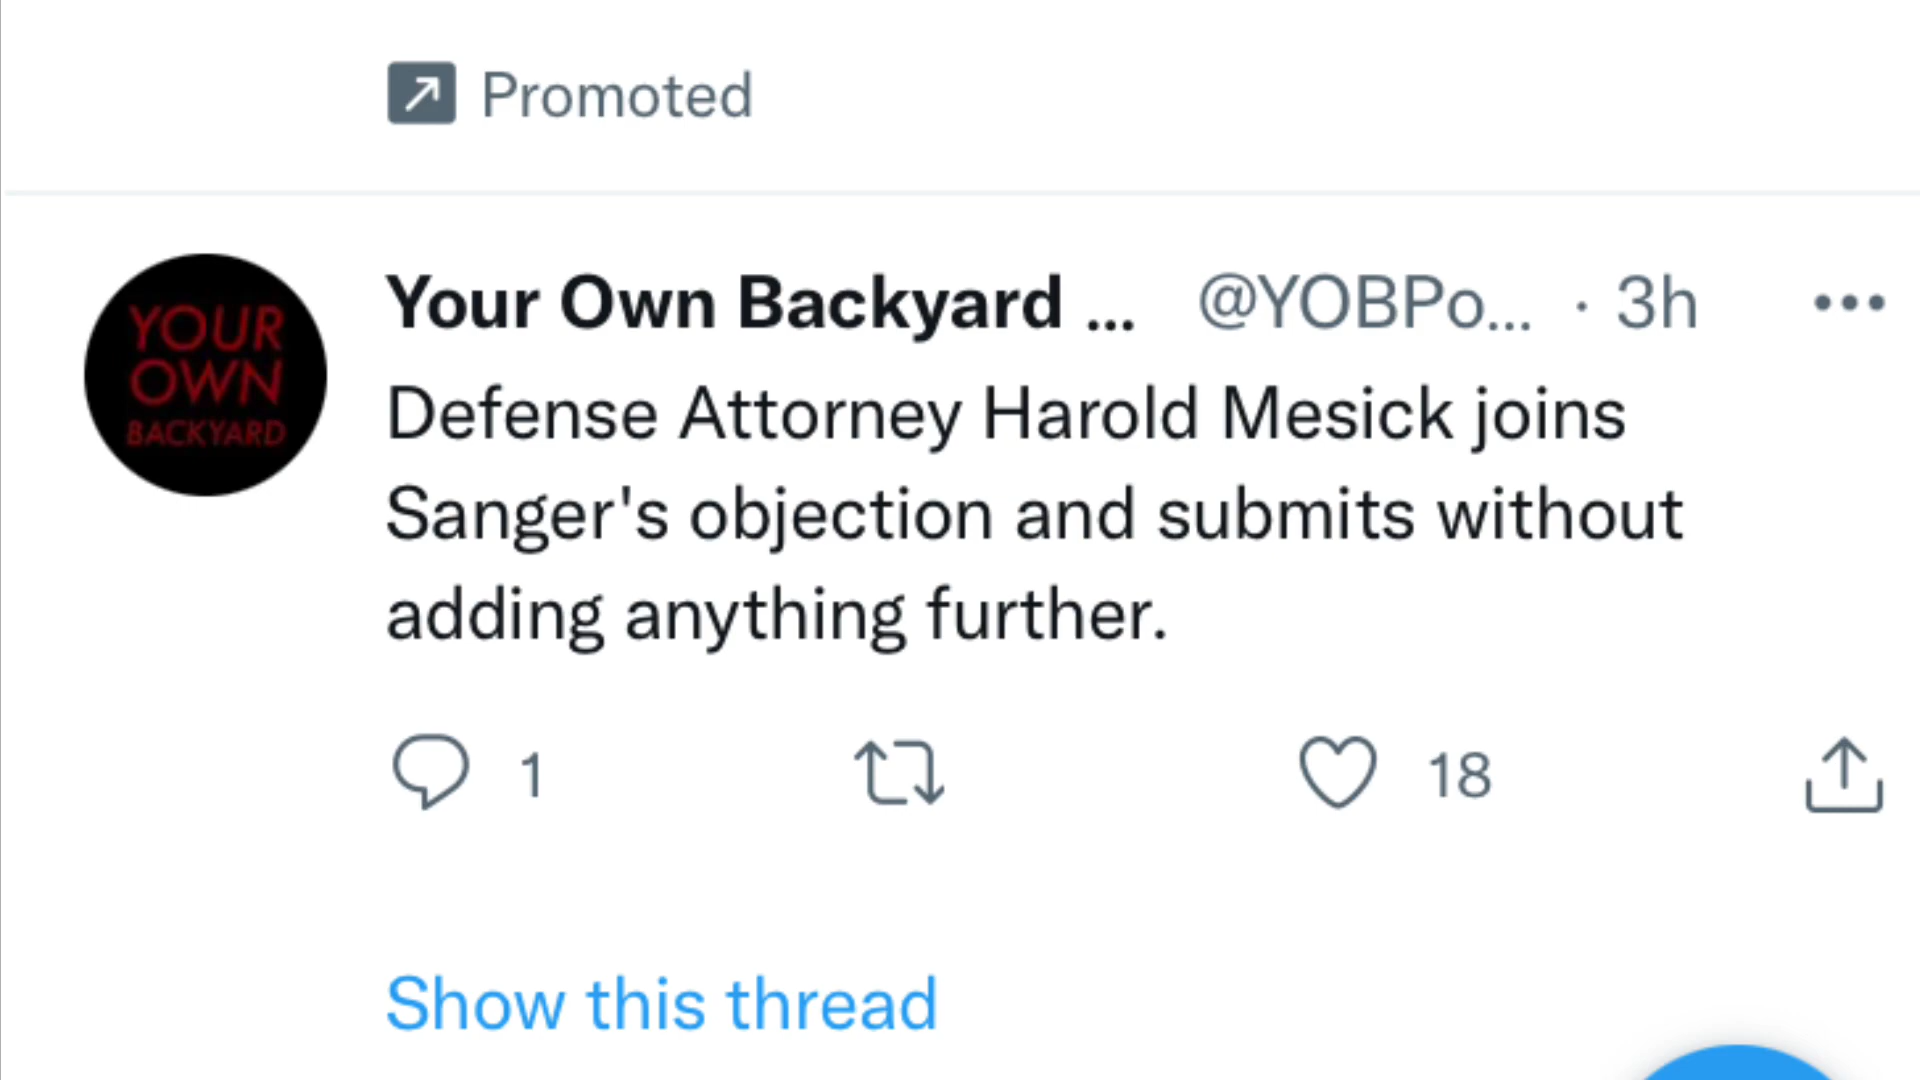 Promoted
Your Own Backyard ... @YOBPo... · 3h
YOUR
OWN
BACKYARD
Defense Attorney Harold Mesick joins
Sanger's objection and submits without
adding anything further.
1 18
Show this thread